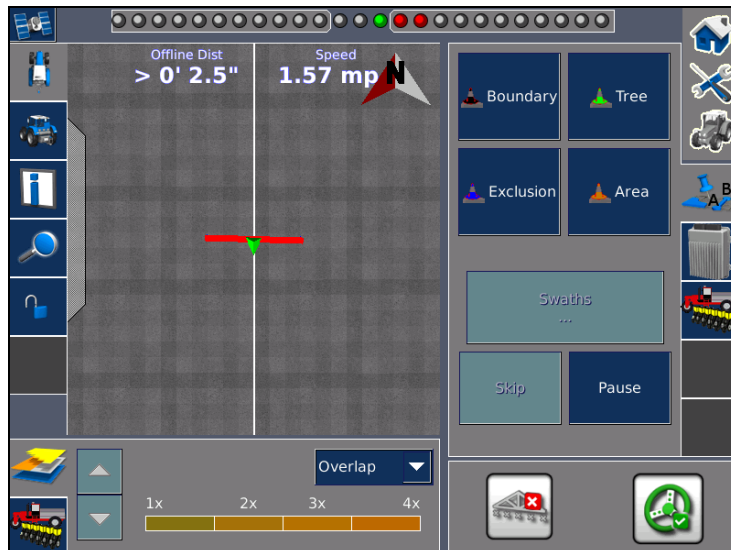 Offline Dist
Speed
> 0' 2.5"
1.57 mp
N
Boundary
Tree
Exclusion
Area
A
B
Swaths
...
Skip
Pause
Overlap
1x 2x 3x 4x